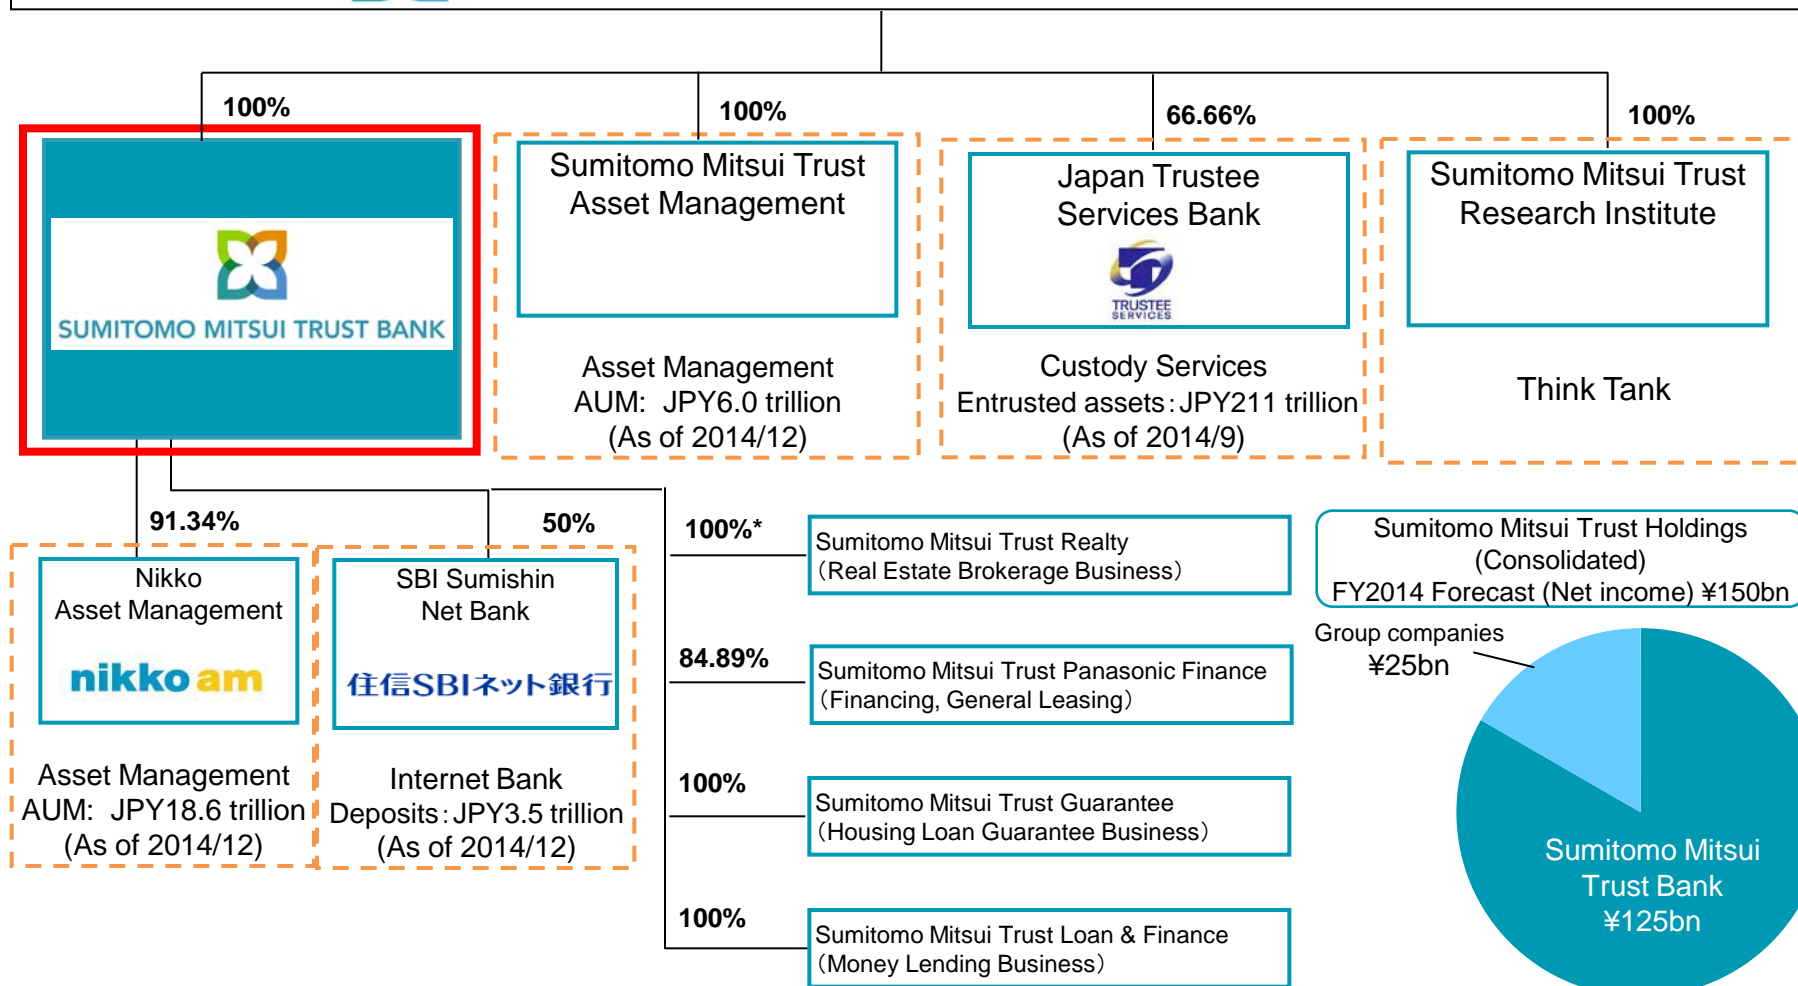 100%
100%
66.66%
100%
SUMITOMO MITSUI TRUST BANK
Sumitomo Mitsui Trust
Asset Management
Asset Management
AUM: JPY6.0 trillion
(As of 2014/12)
Japan Trustee
Services Bank
TRUSTEE
SERVICES
Custody Services
Entrusted assets：JPY211 trillion
(As of 2014/9)
Sumitomo Mitsui Trust
Research Institute
Think Tank
91.34%
50%
Nikko
Asset Management
nikko am
Asset Management
AUM: JPY18.6 trillion
(As of 2014/12)
SBI Sumishin
Net Bank
住信SBIネット銀行
Internet Bank
Deposits：JPY3.5 trillion
(As of 2014/12)
100%*
Sumitomo Mitsui Trust Realty
（Real Estate Brokerage Business）
84.89%
Sumitomo Mitsui Trust Panasonic Finance
（Financing, General Leasing）
100%
Sumitomo Mitsui Trust Guarantee
（Housing Loan Guarantee Business）
100%
Sumitomo Mitsui Trust Loan & Finance
（Money Lending Business）
Sumitomo Mitsui Trust Holdings
(Consolidated)
FY2014 Forecast (Net income) ¥150bn
Group companies
¥25bn
Sumitomo Mitsui
Trust Bank
¥125bn